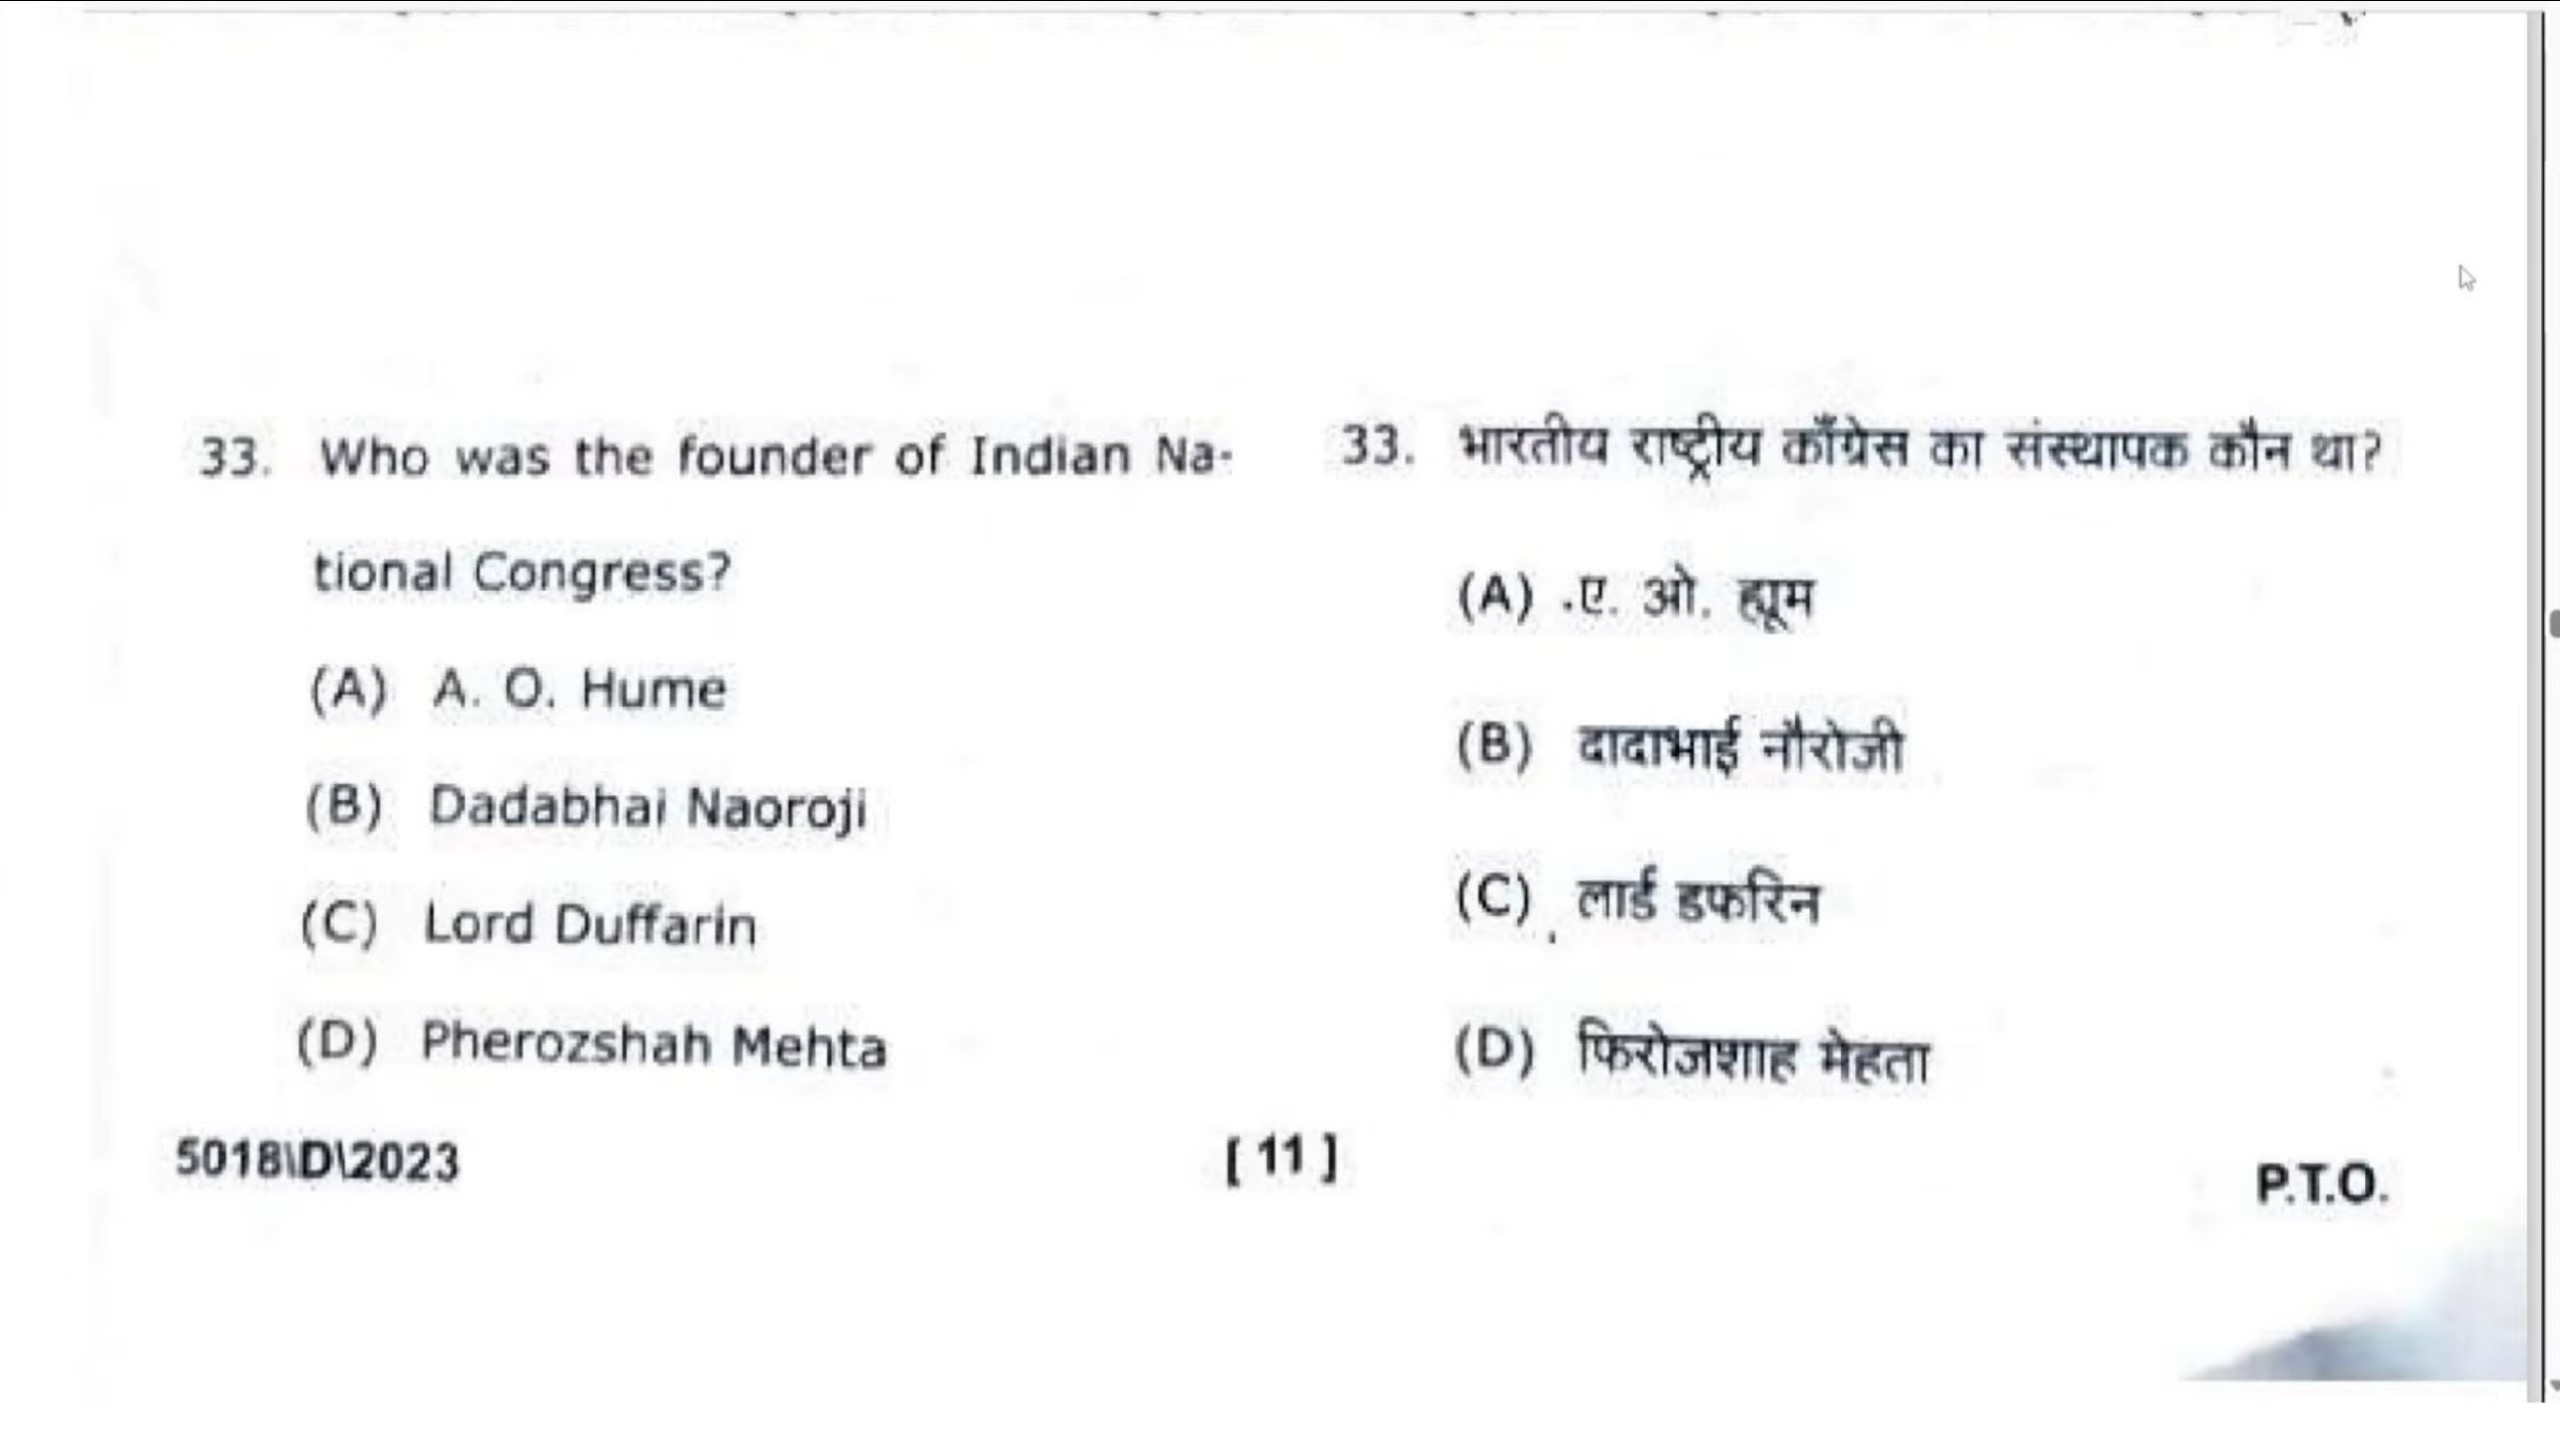 33. Who was the founder of Indian Na-
tional Congress?
(A) A. O. Hume
(B) Dadabhai Naoroji
(C) Lord Duffarin
(D) Pherozshah Mehta
33. भारतीय राष्ट्रीय काँग्रेस का संस्थापक कौन था?
(A) .ए. ओ. ह्यूम
(B) दादाभाई नौरोजी
(C) लार्ड डफरिन
(D) फिरोजशाह मेहता
5018\D\2023
[ 11 ]
P.T.O.